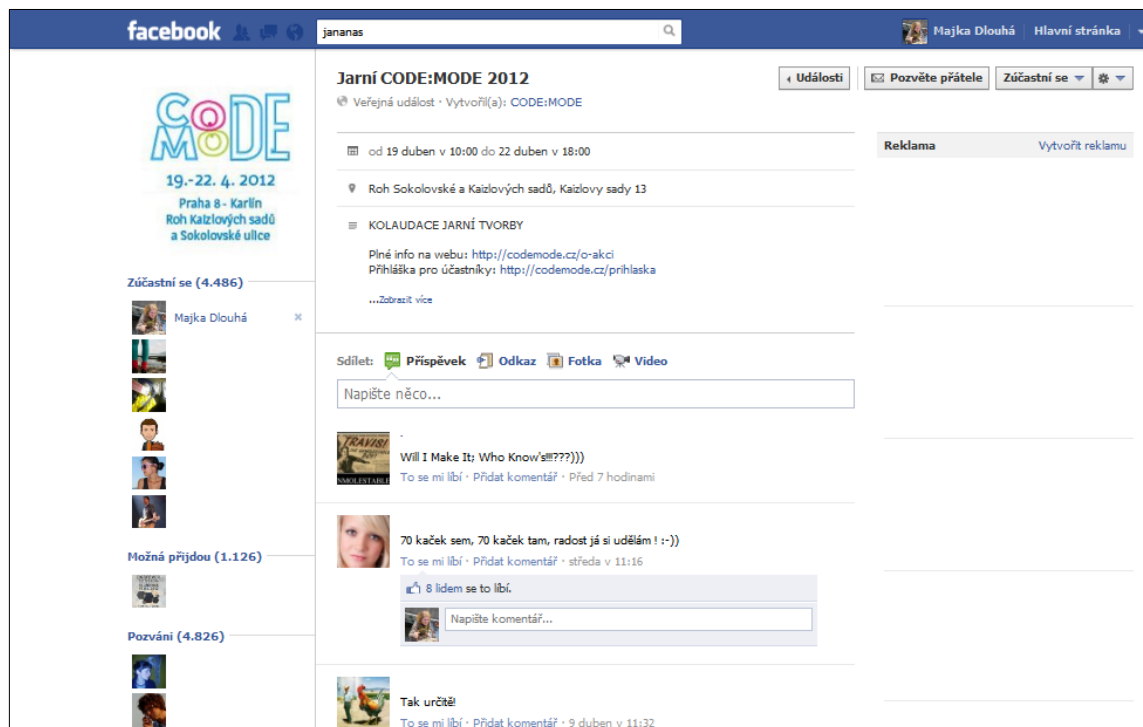 facebook
jananas
Majka Dlouhá
Hlavní stránka
CODE
MODE
19.-22. 4. 2012
Praha 8 - Karlín
Roh Kaizlových sadů
a Sokolovské ulice
Zúčastní se (4.486)
Majka Dlouhá
Možná přijdou (1.126)
Pozváni (4.826)
Jarní CODE:MODE 2012
Veřejná událost · Vytvořil(a): CODE:MODE
Události
Pozvěte přátele
Zúčastní se
od 19 duben v 10:00 do 22 duben v 18:00
Roh Sokolovské a Kaizlových sadů, Kaizlovy sady 13
KOLAUDACE JARNÍ TVORBY
Plné info na webu: http://codemode.cz/o-akci
Přihláška pro účastníky: http://codemode.cz/prihlaska
...Zobrazit více
Sdílet: Příspěvek Odkaz Fotka Video
Napište něco...
TRAVIS!
NMOLESTABLE
.
Will I Make It; Who Know's!!!???)))
To se mi líbí · Přidat komentář · Před 7 hodinami
70 kaček sem, 70 kaček tam, radost já si udělám ! :-))
To se mi líbí · Přidat komentář · středa v 11:16
8 lidem se to líbí.
Napište komentář...
Tak určitě!
To se mi líbí · Přidat komentář · 9 duben v 11:32
Reklama
Vytvořit reklamu